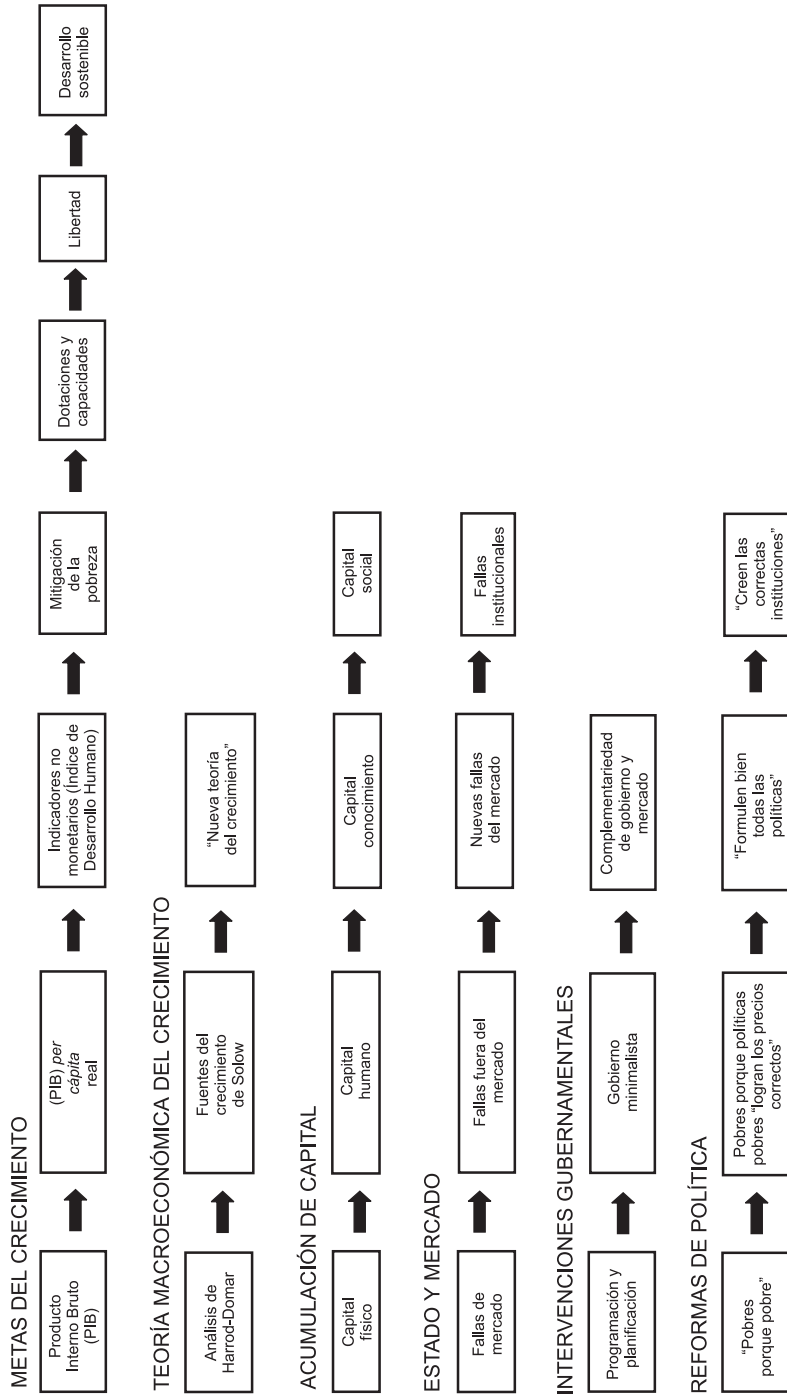 METAS DEL CRECIMIENTO
Producto
Interno Bruto
(PIB)
(PIB) per
cápita
real
Indicadores no
monetarios (Índice de
Desarrollo Humano)
Mitigación
de la
pobreza
Dotaciones y
capacidades
Libertad
Desarrollo
sostenible
TEORÍA MACROECONÓMICA DEL CRECIMIENTO
Análisis de
Harrod-Domar
Fuentes del
crecimiento
de Solow
“Nueva teoría
del crecimiento”
ACUMULACIÓN DE CAPITAL
Capital
físico
Capital
humano
Capital
conocimiento
Capital
social
ESTADO Y MERCADO
Fallas de
mercado
Fallas fuera del
mercado
Nuevas fallas
del mercado
Fallas
institucionales
INTERVENCIONES GUBERNAMENTALES
Programación y
planificación
Gobierno
minimalista
Complementariedad
de gobierno y
mercado
REFORMAS DE POLÍTICA
“Pobres
porque pobre”
Pobres porque políticas
pobres “logran los precios
correctos”
“Formulen bien
todas las
políticas”
“Creen las
correctas
instituciones”